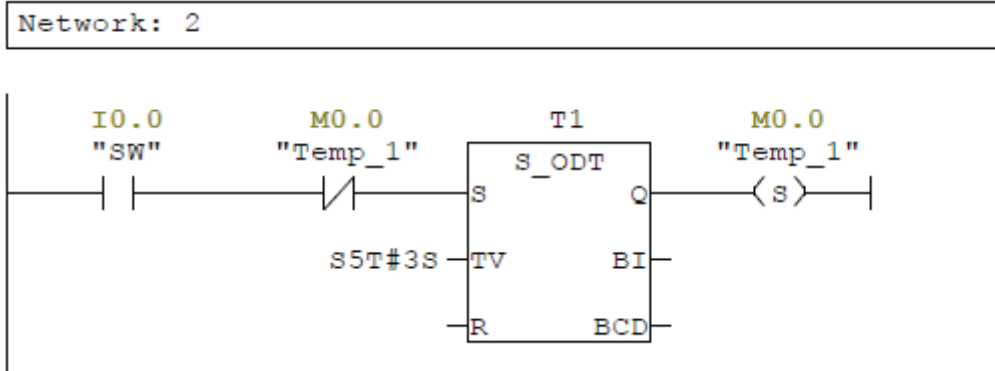 Network: 2
I0.0 M0.0 T1 M0.0
"SW" "Temp_1" S_ODT "Temp_1"
S Q (S)
S5T#3S TV BI
R BCD